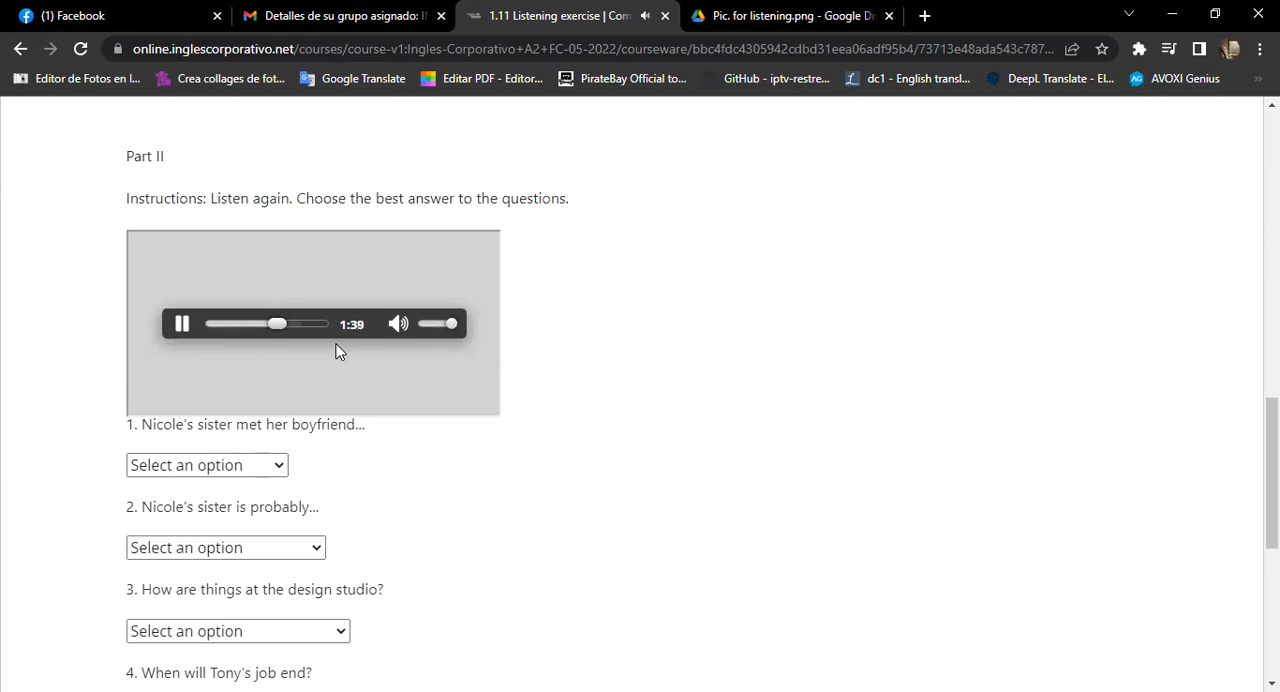 (1) Facebook
Detalles de su grupo asignado: I
1.11 Listening exercise | Com
Pic. for listening.png - Google Dr
online.inglescorporativo.net/courses/course-v1:Ingles-Corporativo+A2+FC-05-2022/courseware/bbc4fdc4305942cdbd31eea06adf95b4/73713e48ada543c787...
Editor de Fotos en l...
Crea collages de fot...
Google Translate
Editar PDF - Editor...
PirateBay Official to...
GitHub - iptv-restre...
dc1 - English transl...
DeepL Translate - El...
AVOXI Genius
Part II
Instructions: Listen again. Choose the best answer to the questions.
1:39
1. Nicole's sister met her boyfriend...
Select an option
2. Nicole's sister is probably...
Select an option
3. How are things at the design studio?
Select an option
4. When will Tony's job end?